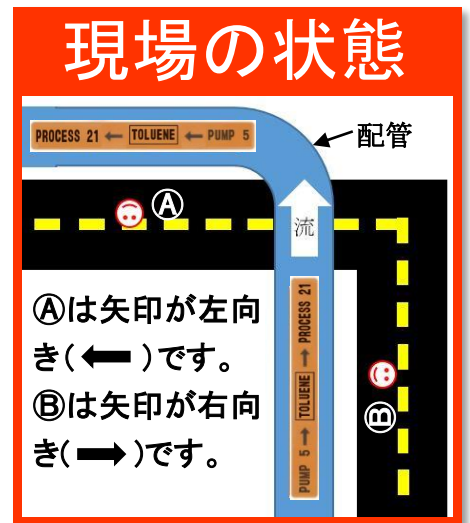 現場の状態
PROCESS 21 ← TOLUENE ← PUMP 5
配管
Ⓐ
流
PUMP 5 → TOLUENE → PROCESS 21
Ⓑ
Ⓐは矢印が左向
き(←)です。
Ⓑは矢印が右向
き(→)です。